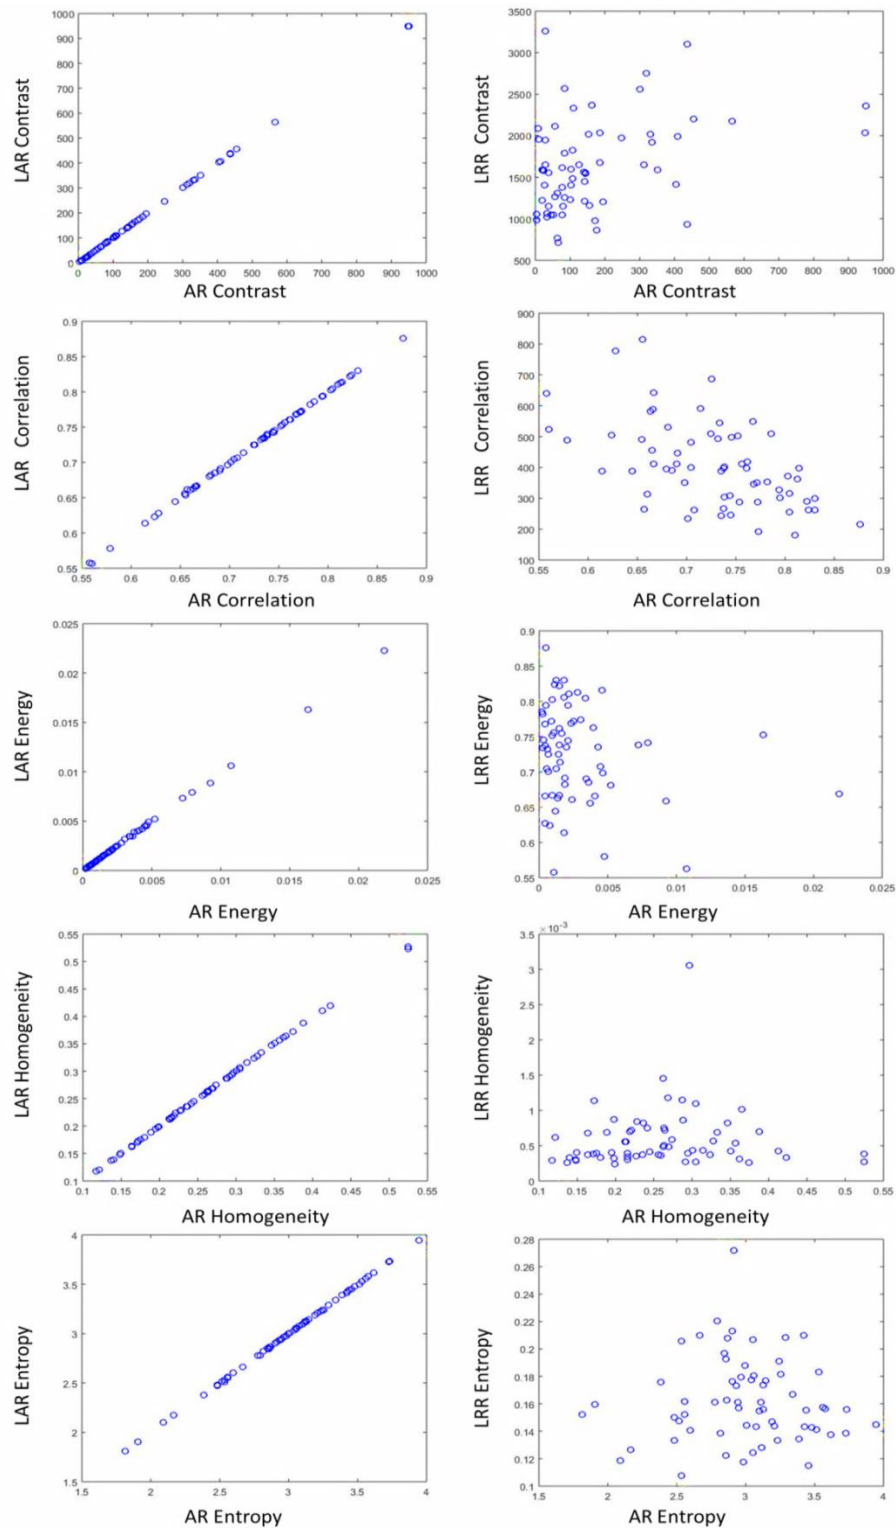 1000
900
800
700
600
500
400
300
200
100
0
LAR Contrast
0 100 200 300 400 500 600 700 800 900 1000
AR Contrast
3500
3000
2500
2000
1500
1000
500
LRR Contrast
0 100 200 300 400 500 600 700 800 900 1000
AR Contrast
0.9
0.85
0.8
0.75
0.7
0.65
0.6
0.55
LAR Correlation
0.55 0.6 0.65 0.7 0.75 0.8 0.85 0.9
AR Correlation
900
800
700
600
500
400
300
200
100
LRR Correlation
0.55 0.6 0.65 0.7 0.75 0.8 0.85 0.9
AR Correlation
0.025
0.02
0.015
0.01
0.005
0
LAR Energy
0 0.005 0.01 0.015 0.02 0.025
AR Energy
0.9
0.85
0.8
0.75
0.7
0.65
0.6
0.55
LRR Energy
0 0.005 0.01 0.015 0.02 0.025
AR Energy
0.55
0.5
0.45
0.4
0.35
0.3
0.25
0.2
0.15
0.1
LAR Homogeneity
0.1 0.15 0.2 0.25 0.3 0.35 0.4 0.45 0.5 0.55
AR Homogeneity
× 10⁻³
3.5
3
2.5
2
1.5
1
0.5
0
LRR Homogeneity
0.1 0.15 0.2 0.25 0.3 0.35 0.4 0.45 0.5 0.55
AR Homogeneity
4
3.5
3
2.5
2
1.5
LAR Entropy
1.5 2 2.5 3 3.5 4
AR Entropy
0.28
0.26
0.24
0.22
0.2
0.18
0.16
0.14
0.12
0.1
LRR Entropy
1.5 2 2.5 3 3.5 4
AR Entropy